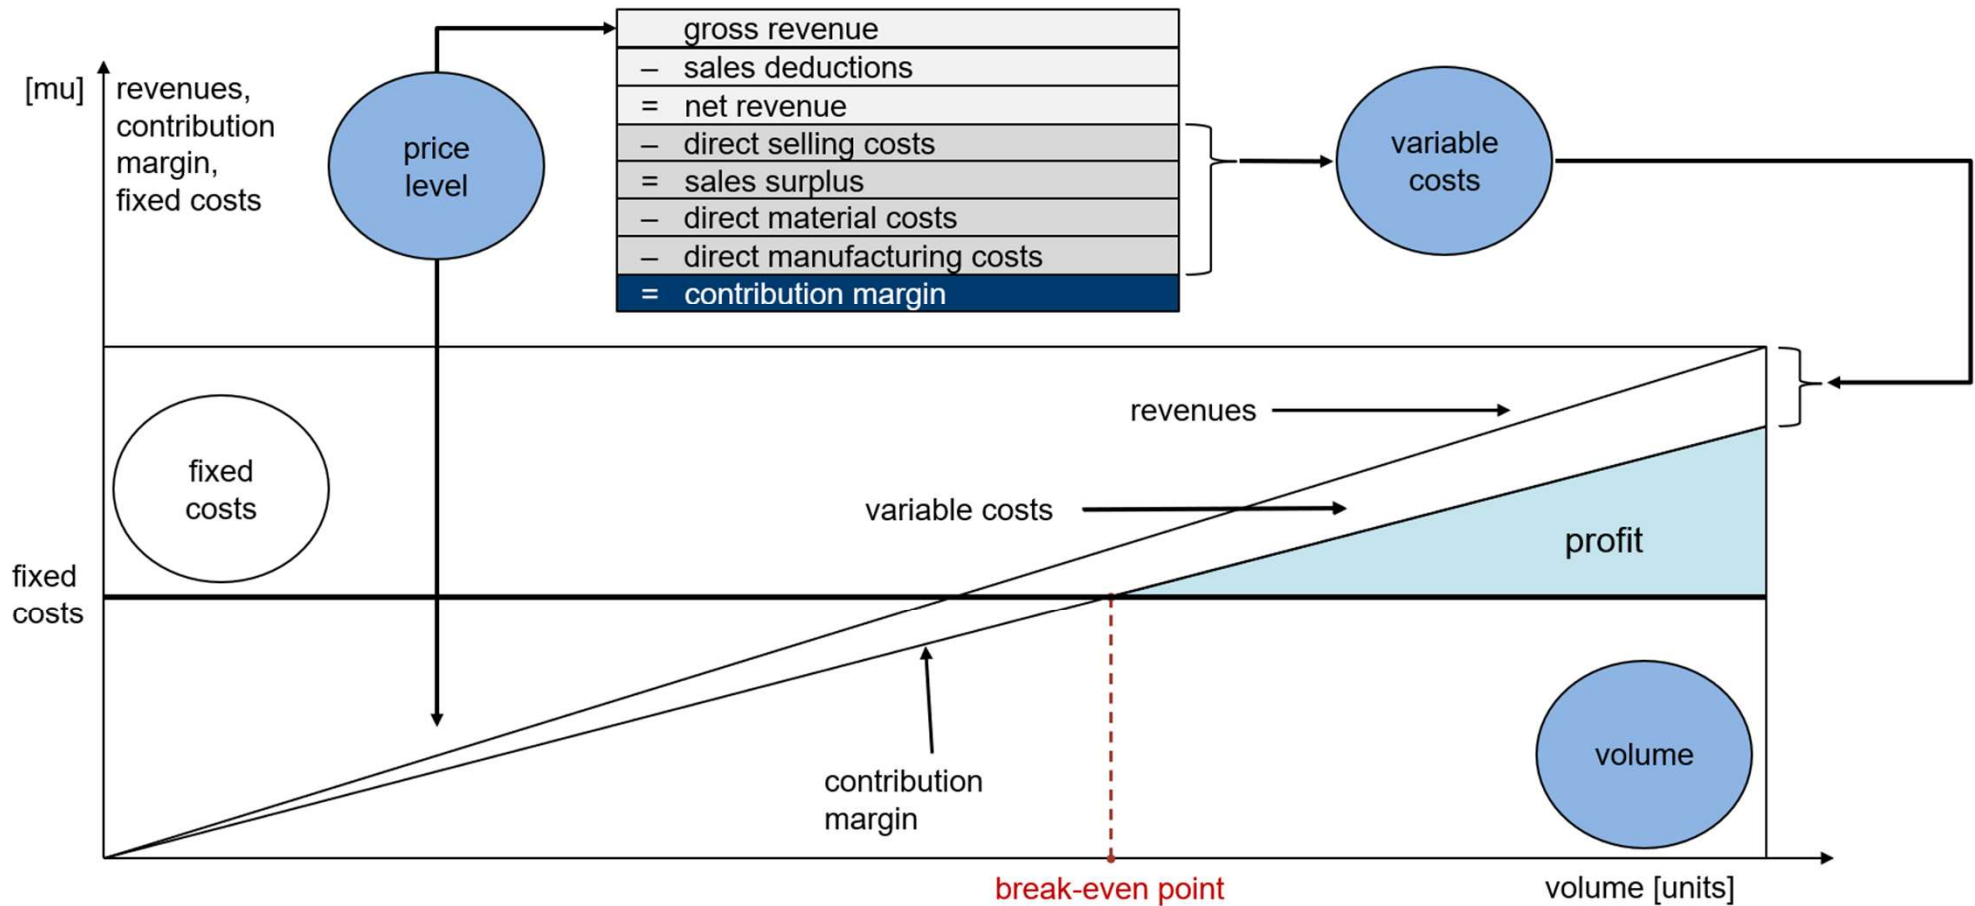 gross revenue
– sales deductions
= net revenue
– direct selling costs
= sales surplus
– direct material costs
– direct manufacturing costs
= contribution margin
[mu]
revenues,
contribution
margin,
fixed costs
price
level
variable
costs
revenues
fixed
costs
variable costs
profit
fixed
costs
volume
contribution
margin
break-even point
volume [units]